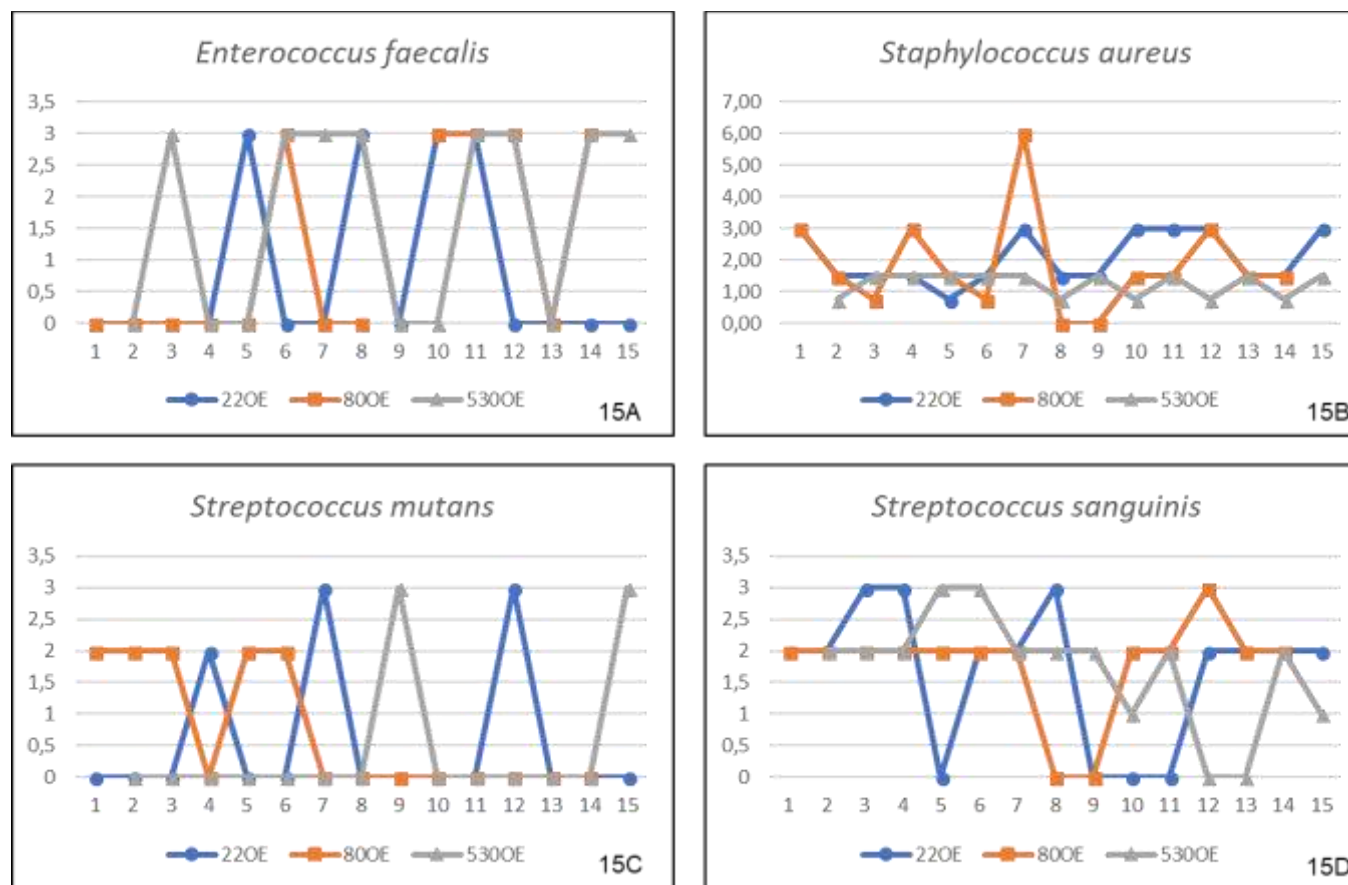 Enterococcus faecalis
3,5
3
2,5
2
1,5
1
0,5
0
1 2 3 4 5 6 7 8 9 10 11 12 13 14 15
22OE 80OE 530OE
15A
Staphylococcus aureus
7,00
6,00
5,00
4,00
3,00
2,00
1,00
0,00
1 2 3 4 5 6 7 8 9 10 11 12 13 14 15
22OE 80OE 530OE
15B
Streptococcus mutans
3,5
3
2,5
2
1,5
1
0,5
0
1 2 3 4 5 6 7 8 9 10 11 12 13 14 15
22OE 80OE 530OE
15C
Streptococcus sanguinis
3,5
3
2,5
2
1,5
1
0,5
0
1 2 3 4 5 6 7 8 9 10 11 12 13 14 15
22OE 80OE 530OE
15D